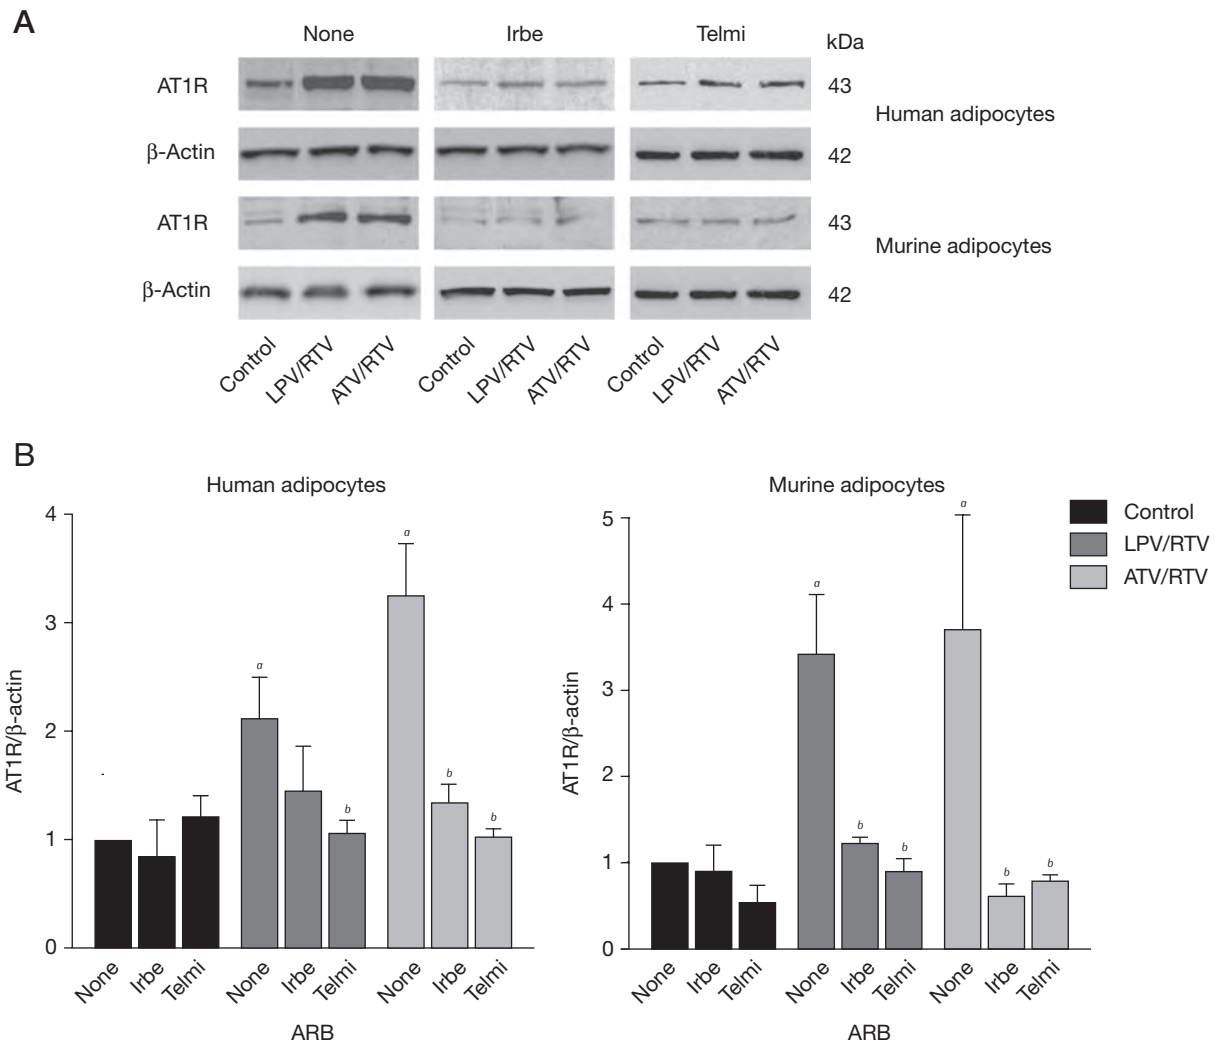 A
None Irbe Telmi kDa
AT1R 43
Human adipocytes
β-Actin 42
AT1R 43
Murine adipocytes
β-Actin 42
Control LPV/RTV ATV/RTV Control LPV/RTV ATV/RTV Control LPV/RTV ATV/RTV
B
Human adipocytes
4
3
2
1
0
AT1R/β-actin
a
b
a
b
b
None Irbe Telmi None Irbe Telmi None Irbe Telmi
ARB
Murine adipocytes
5
4
3
2
1
0
AT1R/β-actin
a
b
b
a
b
b
None Irbe Telmi None Irbe Telmi None Irbe Telmi
ARB
Control
LPV/RTV
ATV/RTV